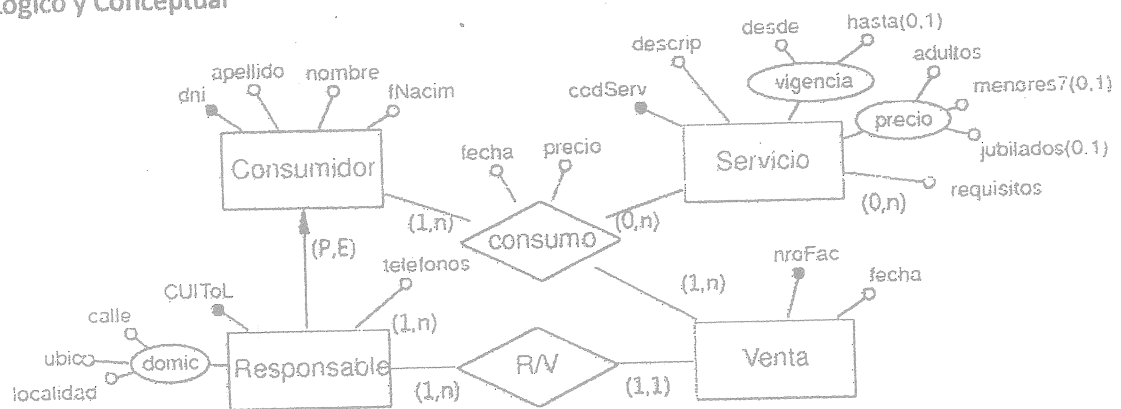 Lógico y Conceptual
dni
apellido
nombre
fNacim
Consumidor
fecha
precio
consumo
(1,n)
(0,n)
(1,n)
descrip
codServ
desde
hasta(0,1)
vigencia
adultos
menores7(0,1)
precio
jubilados(0.1)
Servicio
requisitos
(0,n)
(P,E)
telefonos
(1,n)
CUIToL
calle
ubic
localidad
domic
Responsable
(1,n)
R/V
(1,1)
nroFac
fecha
Venta